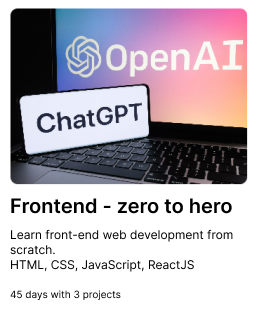 OpenAI
ChatGPT
Frontend - zero to hero
Learn front-end web development from
scratch.
HTML, CSS, JavaScript, ReactJS
45 days with 3 projects